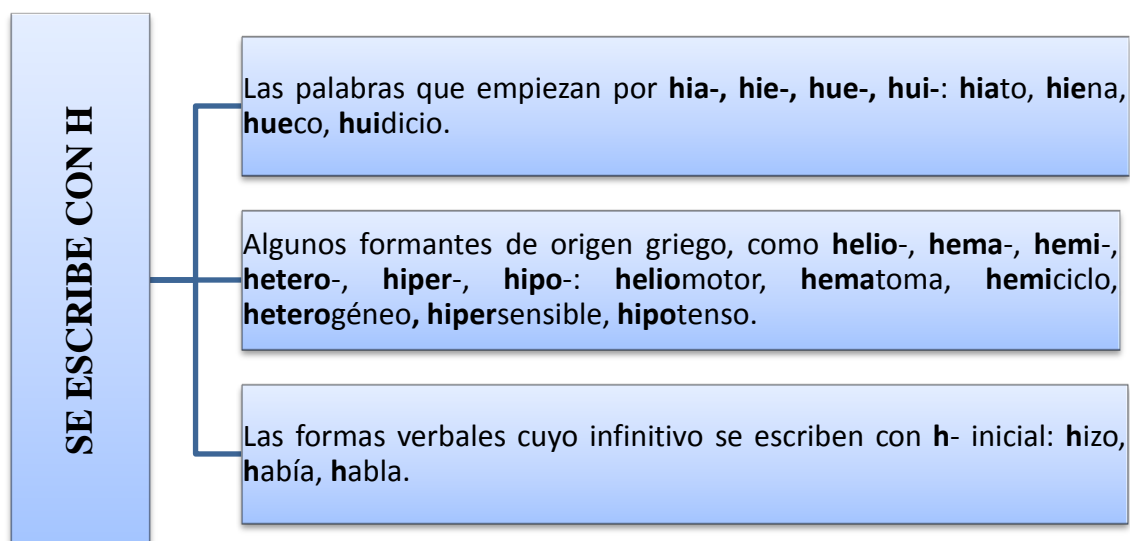 SE ESCRIBE CON H
Las palabras que empiezan por hia-, hie-, hue-, hui-: hiato, hiena,
hueco, huidicio.
Algunos formantes de origen griego, como helio-, hema-, hemi-,
hetero-, hiper-, hipo-: heliomotor, hematoma, hemiciclo,
heterogéneo, hipersensible, hipotenso.
Las formas verbales cuyo infinitivo se escriben con h- inicial: hizo,
había, habla.